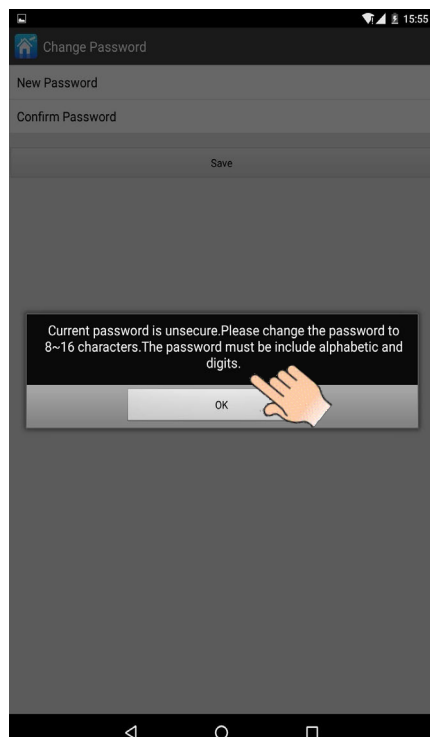 15:55
Change Password
New Password
Confirm Password
Save
Current password is unsecure.Please change the password to
8~16 characters.The password must be include alphabetic and
digits.
OK